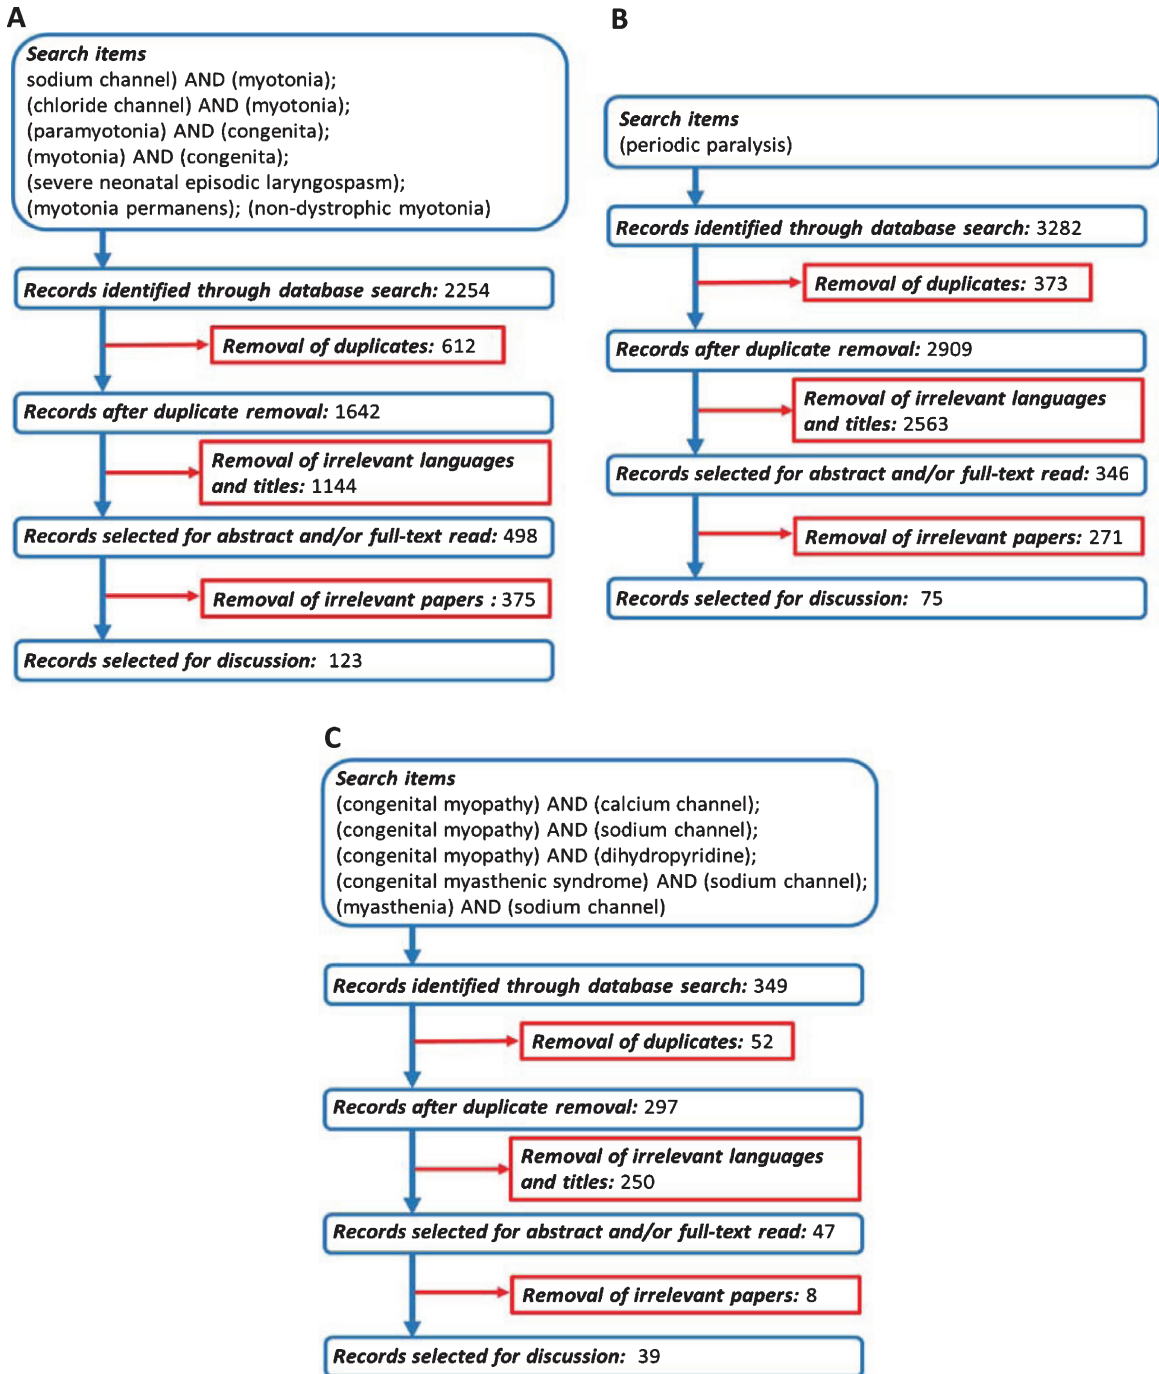 A
Search items
sodium channel) AND (myotonia);
(chloride channel) AND (myotonia);
(paramyotonia) AND (congenita);
(myotonia) AND (congenita);
(severe neonatal episodic laryngospasm);
(myotonia permanens); (non-dystrophic myotonia)
Records identified through database search: 2254
Removal of duplicates: 612
Records after duplicate removal: 1642
Removal of irrelevant languages
and titles: 1144
Records selected for abstract and/or full-text read: 498
Removal of irrelevant papers : 375
Records selected for discussion: 123
B
Search items
(periodic paralysis)
Records identified through database search: 3282
Removal of duplicates: 373
Records after duplicate removal: 2909
Removal of irrelevant languages
and titles: 2563
Records selected for abstract and/or full-text read: 346
Removal of irrelevant papers: 271
Records selected for discussion: 75
C
Search items
(congenital myopathy) AND (calcium channel);
(congenital myopathy) AND (sodium channel);
(congenital myopathy) AND (dihydropyridine);
(congenital myasthenic syndrome) AND (sodium channel);
(myasthenia) AND (sodium channel)
Records identified through database search: 349
Removal of duplicates: 52
Records after duplicate removal: 297
Removal of irrelevant languages
and titles: 250
Records selected for abstract and/or full-text read: 47
Removal of irrelevant papers: 8
Records selected for discussion: 39